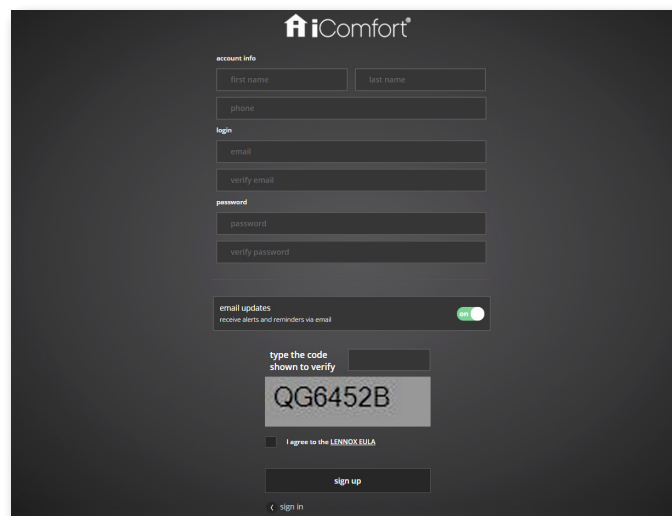 iComfort®
account info
first name last name
phone
login
email
verify email
password
password
verify password
email updates
on
receive alerts and reminders via email
type the code
shown to verify
QG6452B
I agree to the LENNOX EULA
sign up
sign in